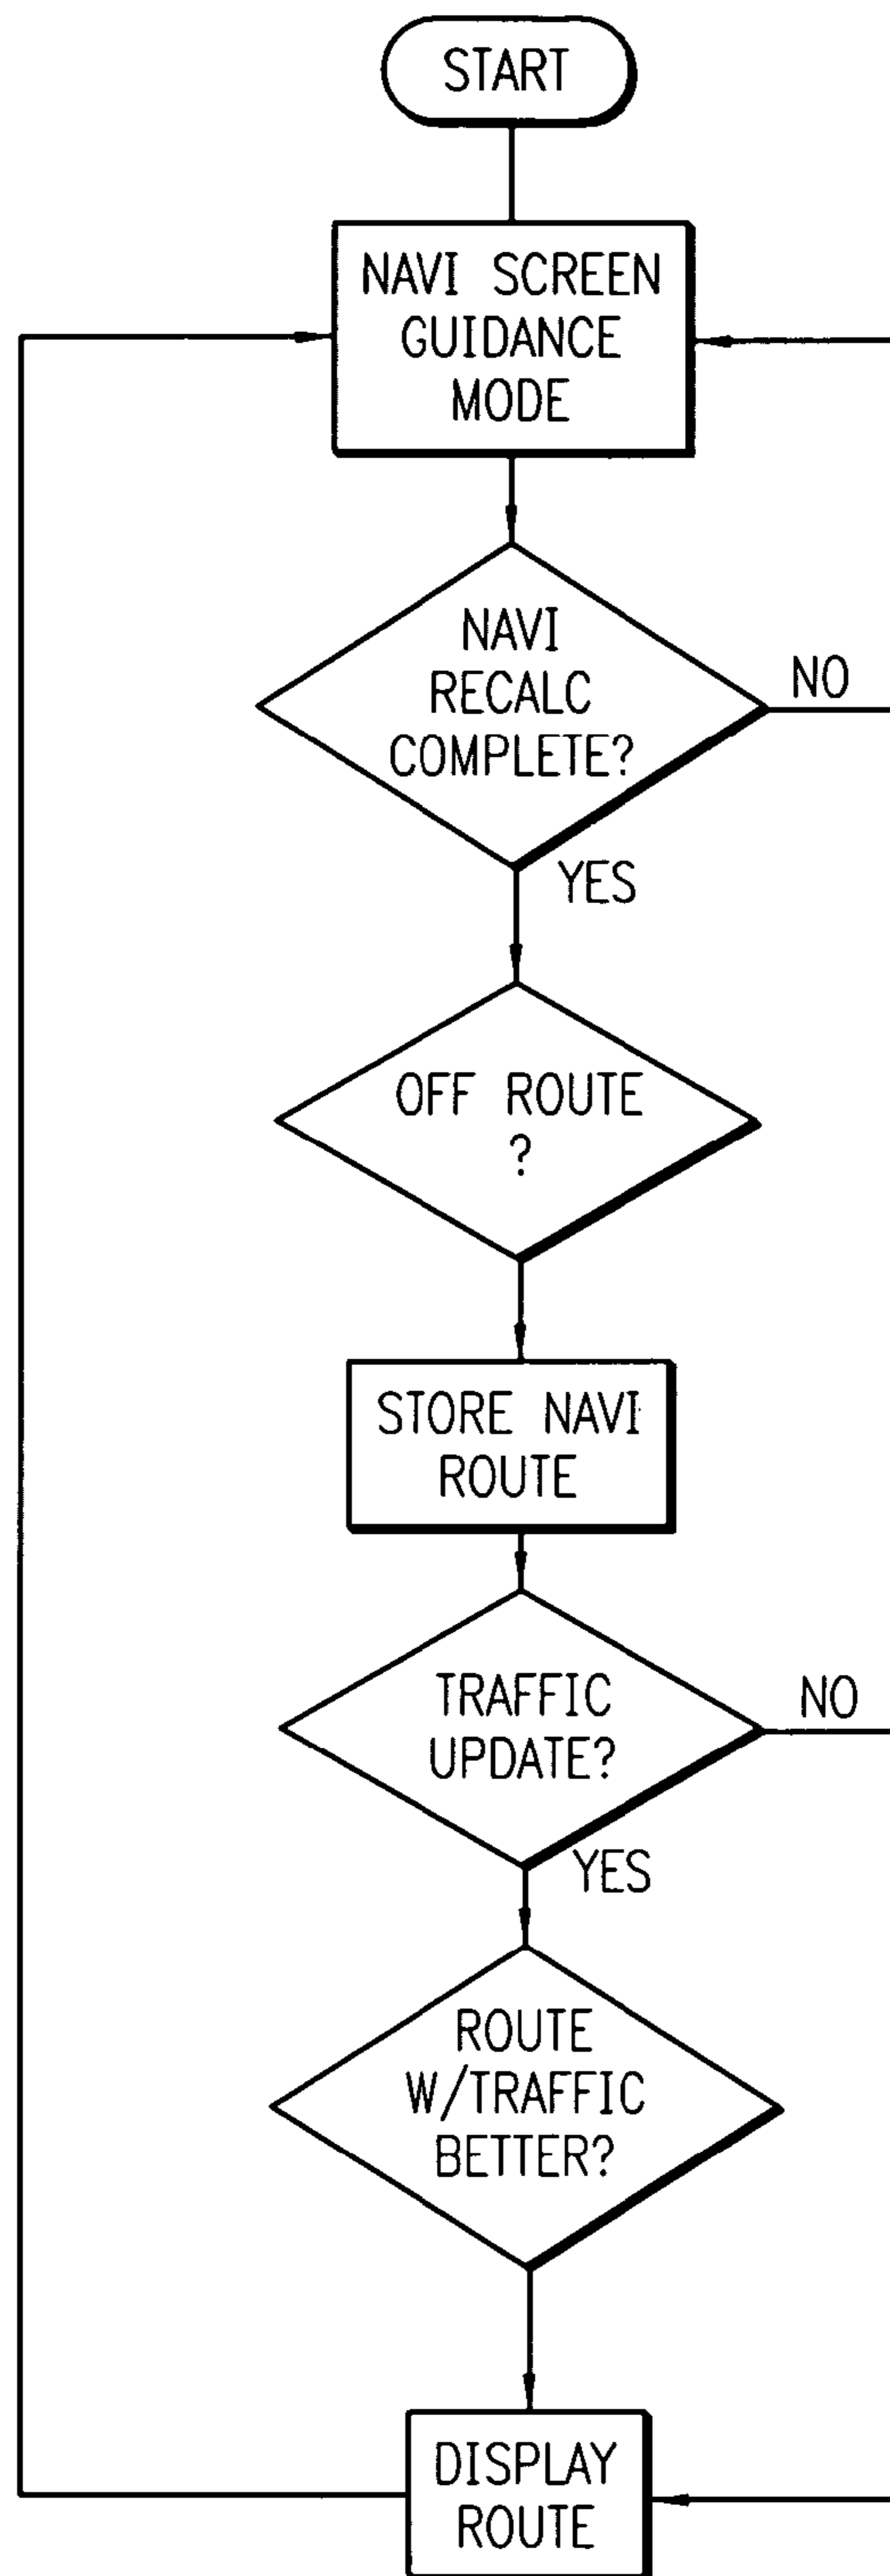 START
NAVI SCREEN
GUIDANCE
MODE
NAVI
RECALC
COMPLETE?
NO
YES
OFF ROUTE
?
STORE NAVI
ROUTE
TRAFFIC
UPDATE?
NO
YES
ROUTE
W/TRAFFIC
BETTER?
DISPLAY
ROUTE